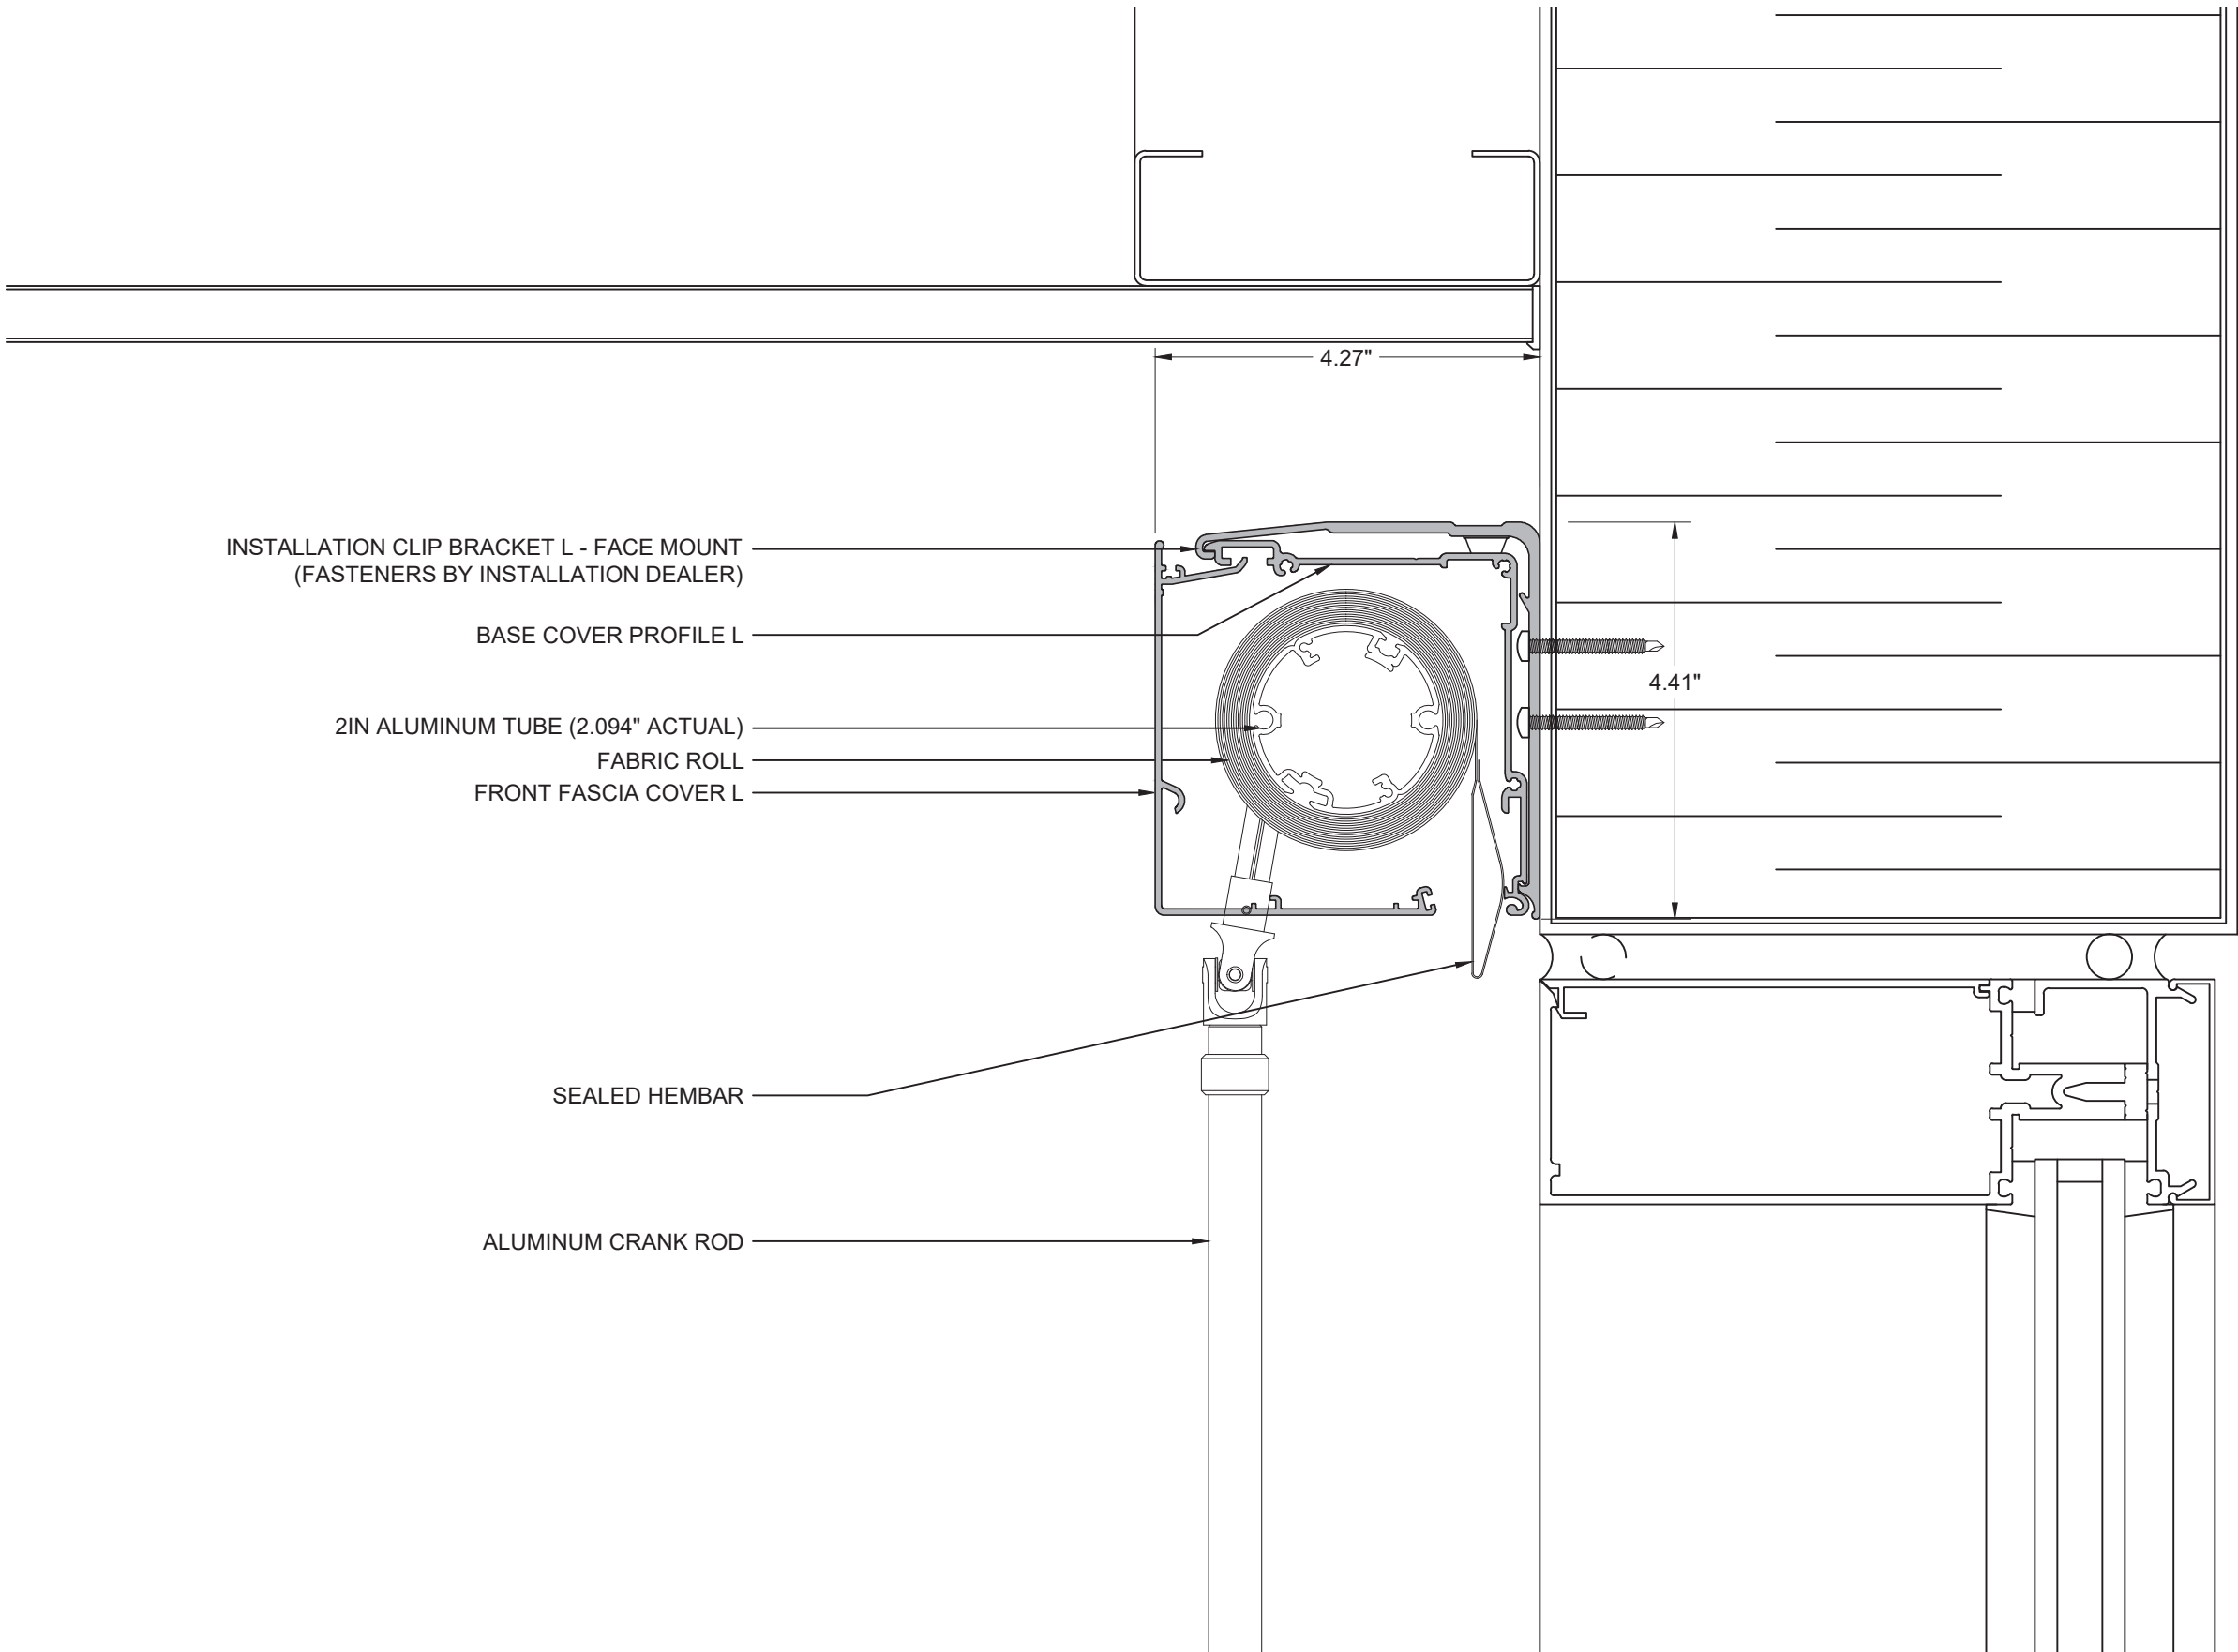 4.27"
INSTALLATION CLIP BRACKET L - FACE MOUNT
(FASTENERS BY INSTALLATION DEALER)
BASE COVER PROFILE L
4.41"
2IN ALUMINUM TUBE (2.094" ACTUAL)
FABRIC ROLL
FRONT FASCIA COVER L
SEALED HEMBAR
ALUMINUM CRANK ROD